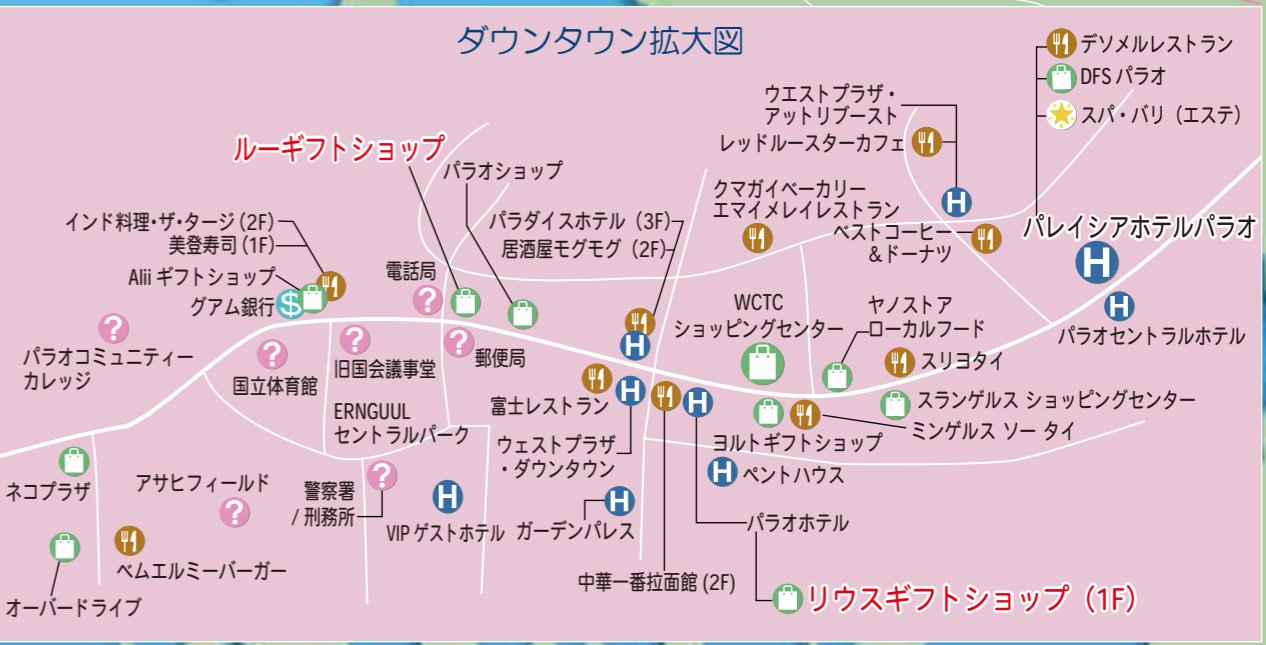 ダウンタウン拡大図
デソメルレストラン
DFS パラオ
スパ・バリ（エステ）
ウエストプラザ・
アットリブースト
レッドルースターカフェ
ルーギフトショップ
パラオショップ
クマガイベーカリー
エマイメレイレストラン
ベストコーヒー
&ドーナツ
パレイシアホテルパラオ
H
インド料理・ザ・タージ (2F)
美登寿司 (1F)
Alii ギフトショップ
グアム銀行
$
パラダイスホテル（3F）
居酒屋モグモグ（2F）
H
電話局
?
WCTC
ショッピングセンター
ヤノストア
ローカルフード
H
パラオセントラルホテル
?
パラオコミュニティー
カレッジ
?
国立体育館
?
旧国会議事堂
?
郵便局
H
スリヨタイ
富士レストラン
H
H
スランゲルス ショッピングセンター
ミンゲルス ソー タイ
ERNGUUL
セントラルパーク
ウェストプラザ
・ダウンタウン
ヨルトギフトショップ
H ペントハウス
ネコプラザ
アサヒフィールド
?
警察署
/ 刑務所
?
H
VIP ゲストホテル
H
ガーデンパレス
パラオホテル
ベムエルミーバーガー
オーバードライブ
中華一番拉面館 (2F)
リウスギフトショップ（1F）